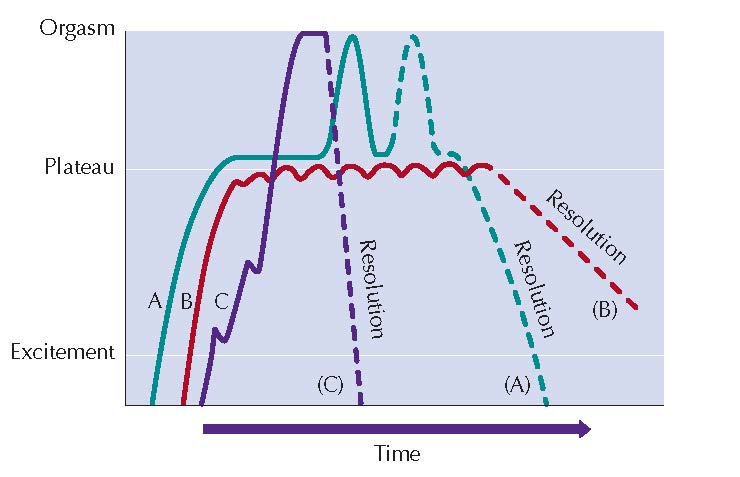 Orgasm
Plateau
Excitement
A
B
C
Resolution
Resolution
Resolution
(C)
(A)
(B)
Time